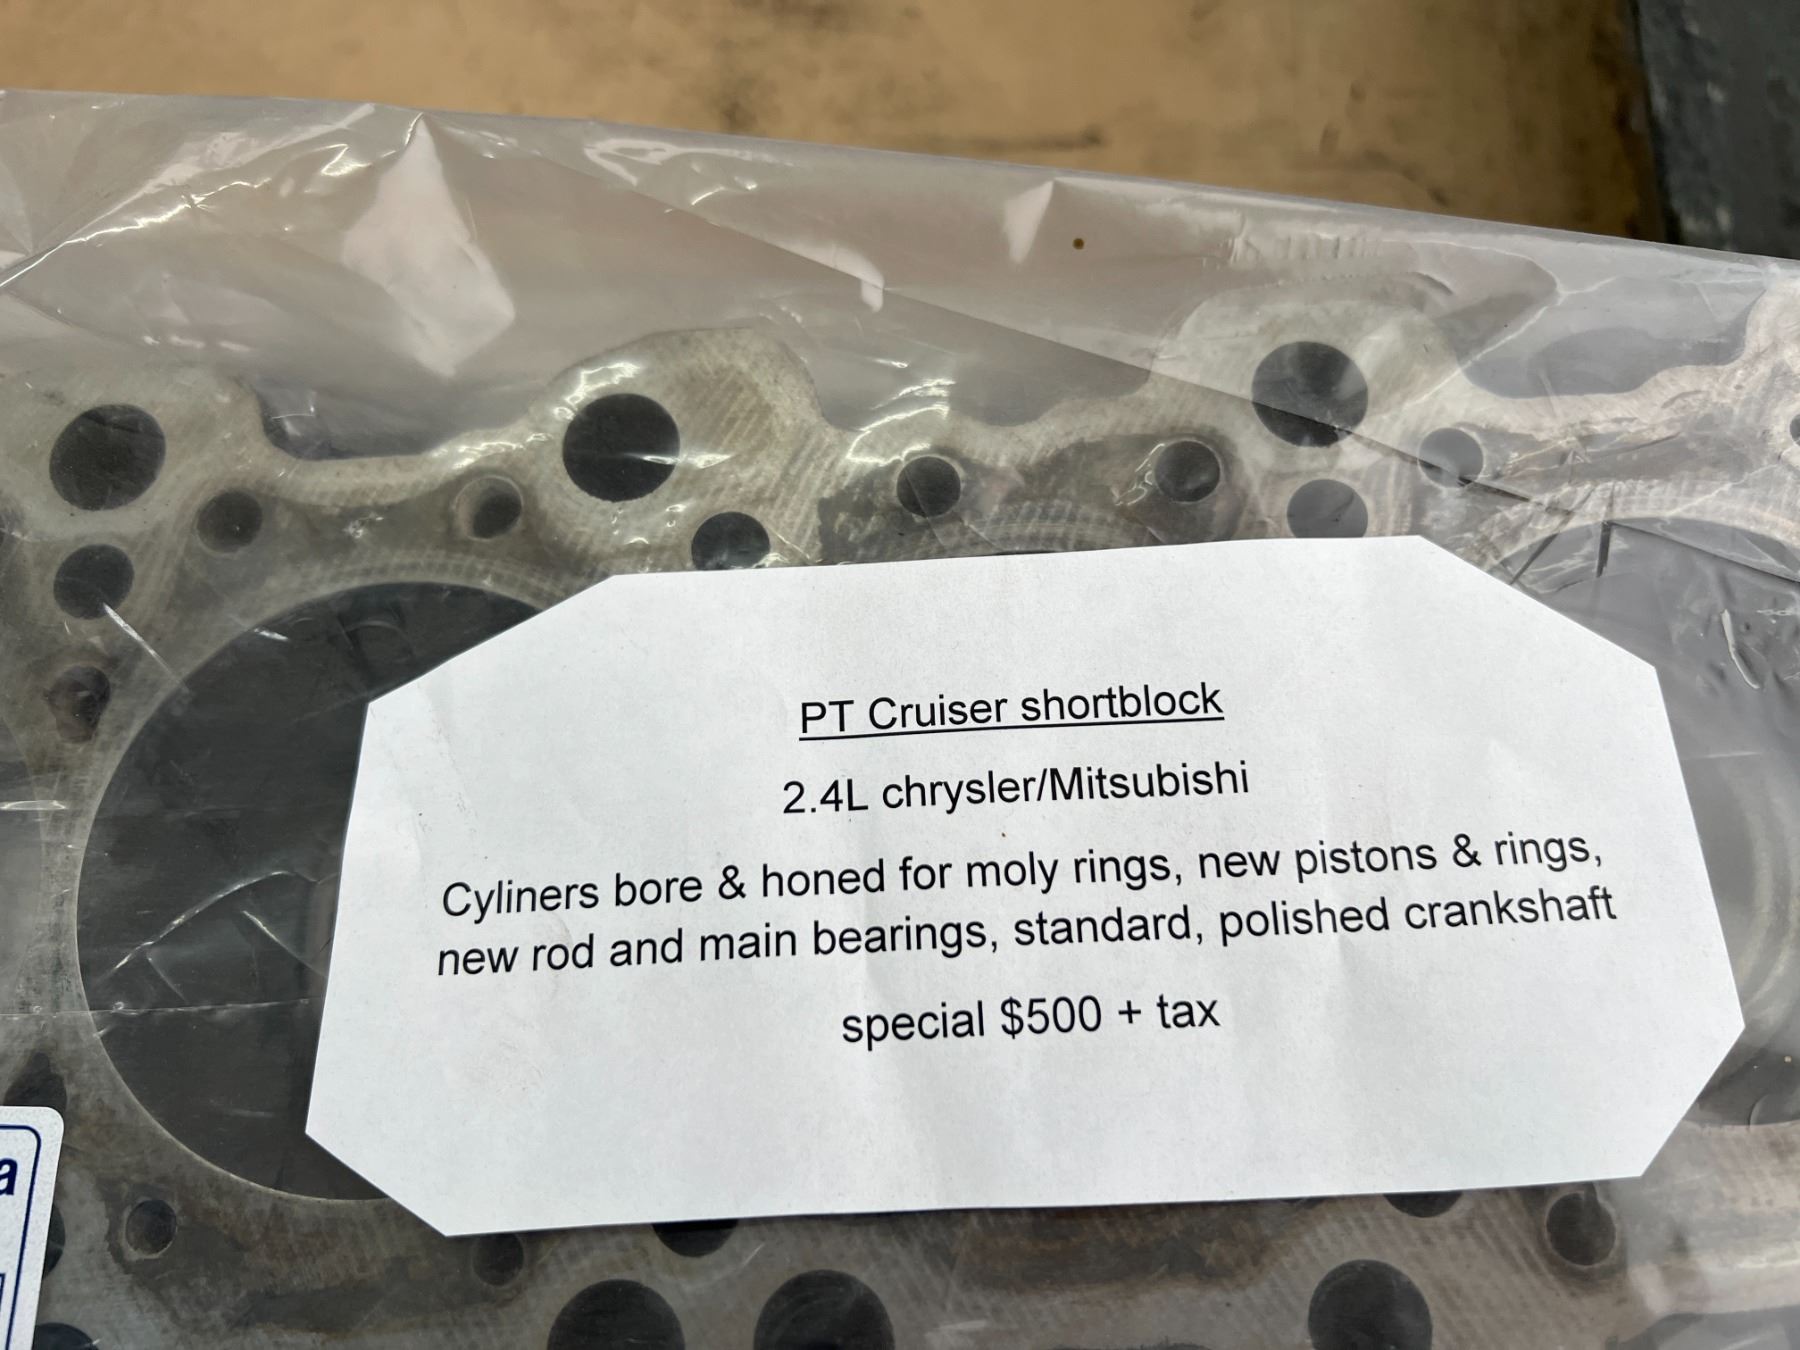 PT Cruiser shortblock
2.4L chrysler/Mitsubishi
Cyliners bore & honed for moly rings, new pistons & rings,
new rod and main bearings, standard, polished crankshaft
special $500 + tax
a